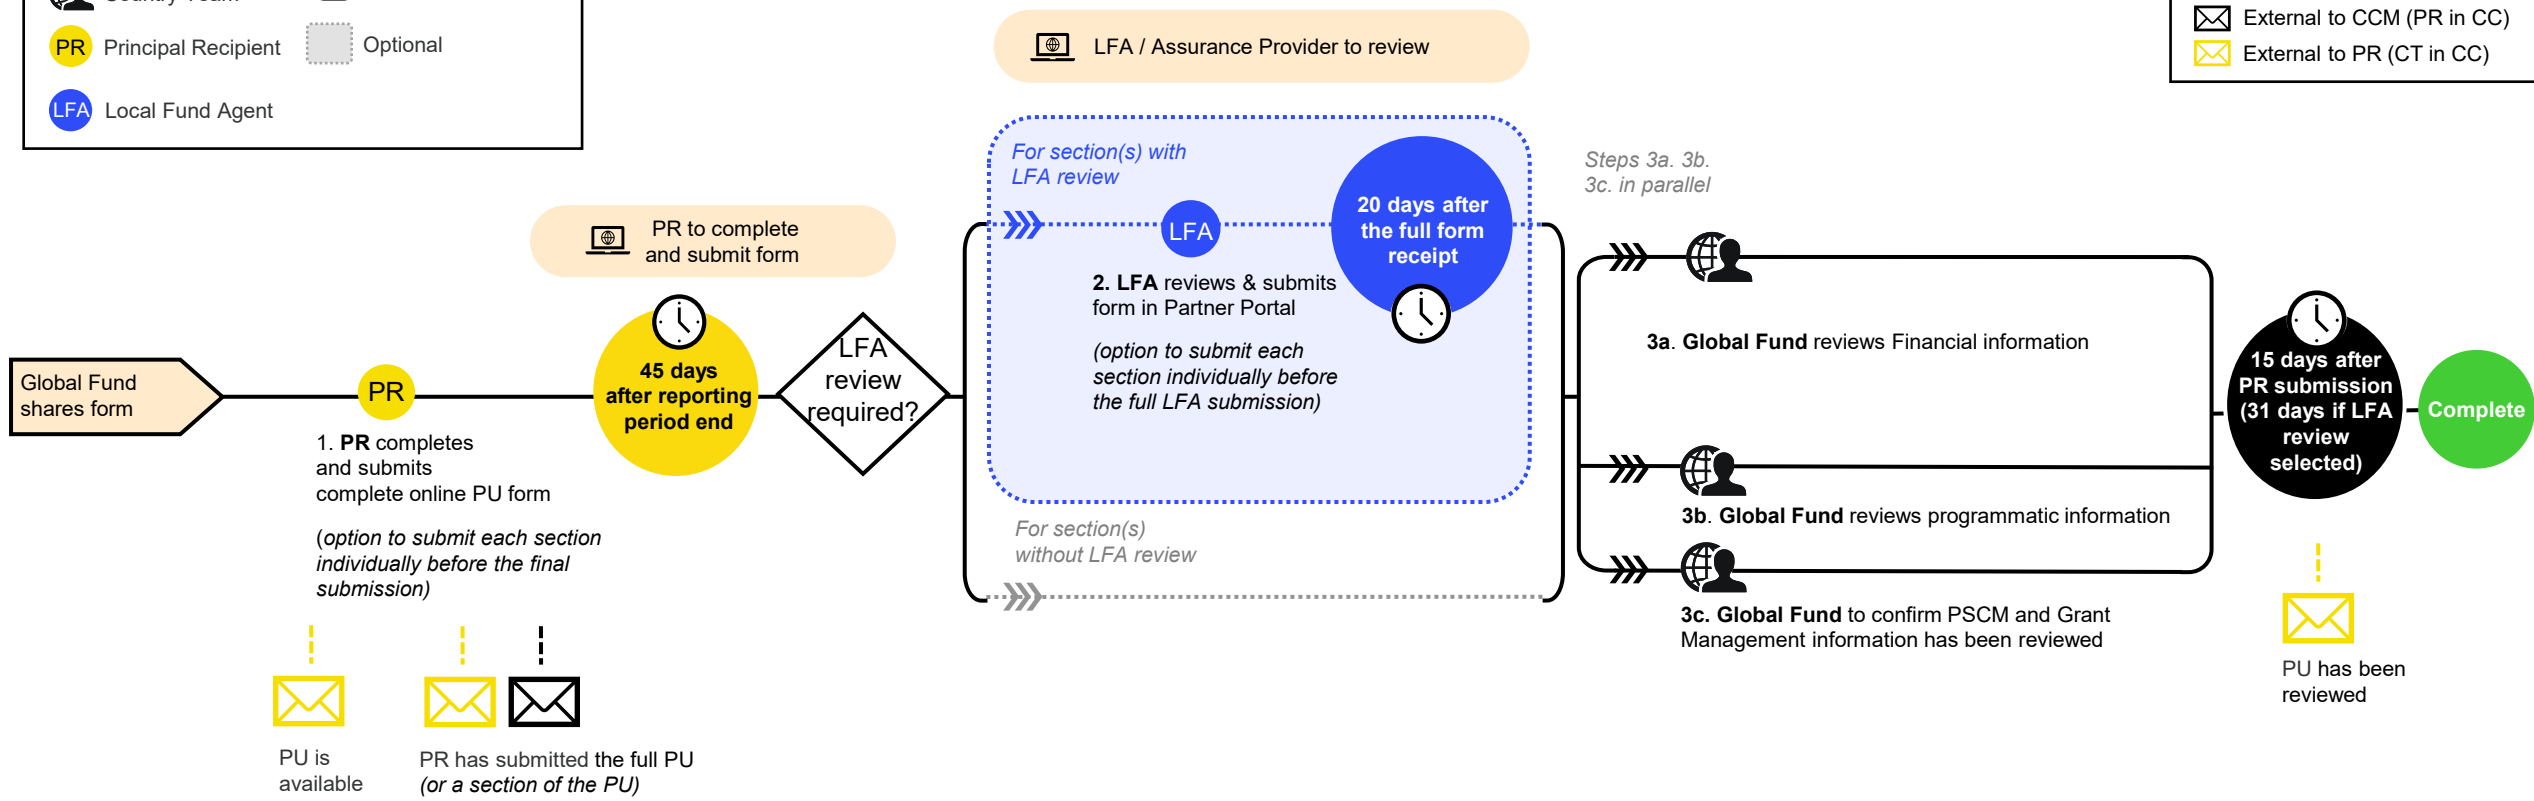 Country Team
PR Principal Recipient
Optional
LFA Local Fund Agent
LFA / Assurance Provider to review
External to CCM (PR in CC)
External to PR (CT in CC)
For section(s) with
LFA review
20 days after
the full form
receipt
LFA
2. LFA reviews & submits
form in Partner Portal
(option to submit each
section individually before
the full LFA submission)
Steps 3a. 3b.
3c. in parallel
PR to complete
and submit form
Global Fund
shares form
PR
1. PR completes
and submits
complete online PU form
(option to submit each section
individually before the final
submission)
45 days
after reporting
period end
LFA
review
required?
For section(s)
without LFA review
3a. Global Fund reviews Financial information
3b. Global Fund reviews programmatic information
3c. Global Fund to confirm PSCM and Grant
Management information has been reviewed
15 days after
PR submission
(31 days if LFA
review
selected)
Complete
PU is
available
PR has submitted the full PU
(or a section of the PU)
PU has been
reviewed